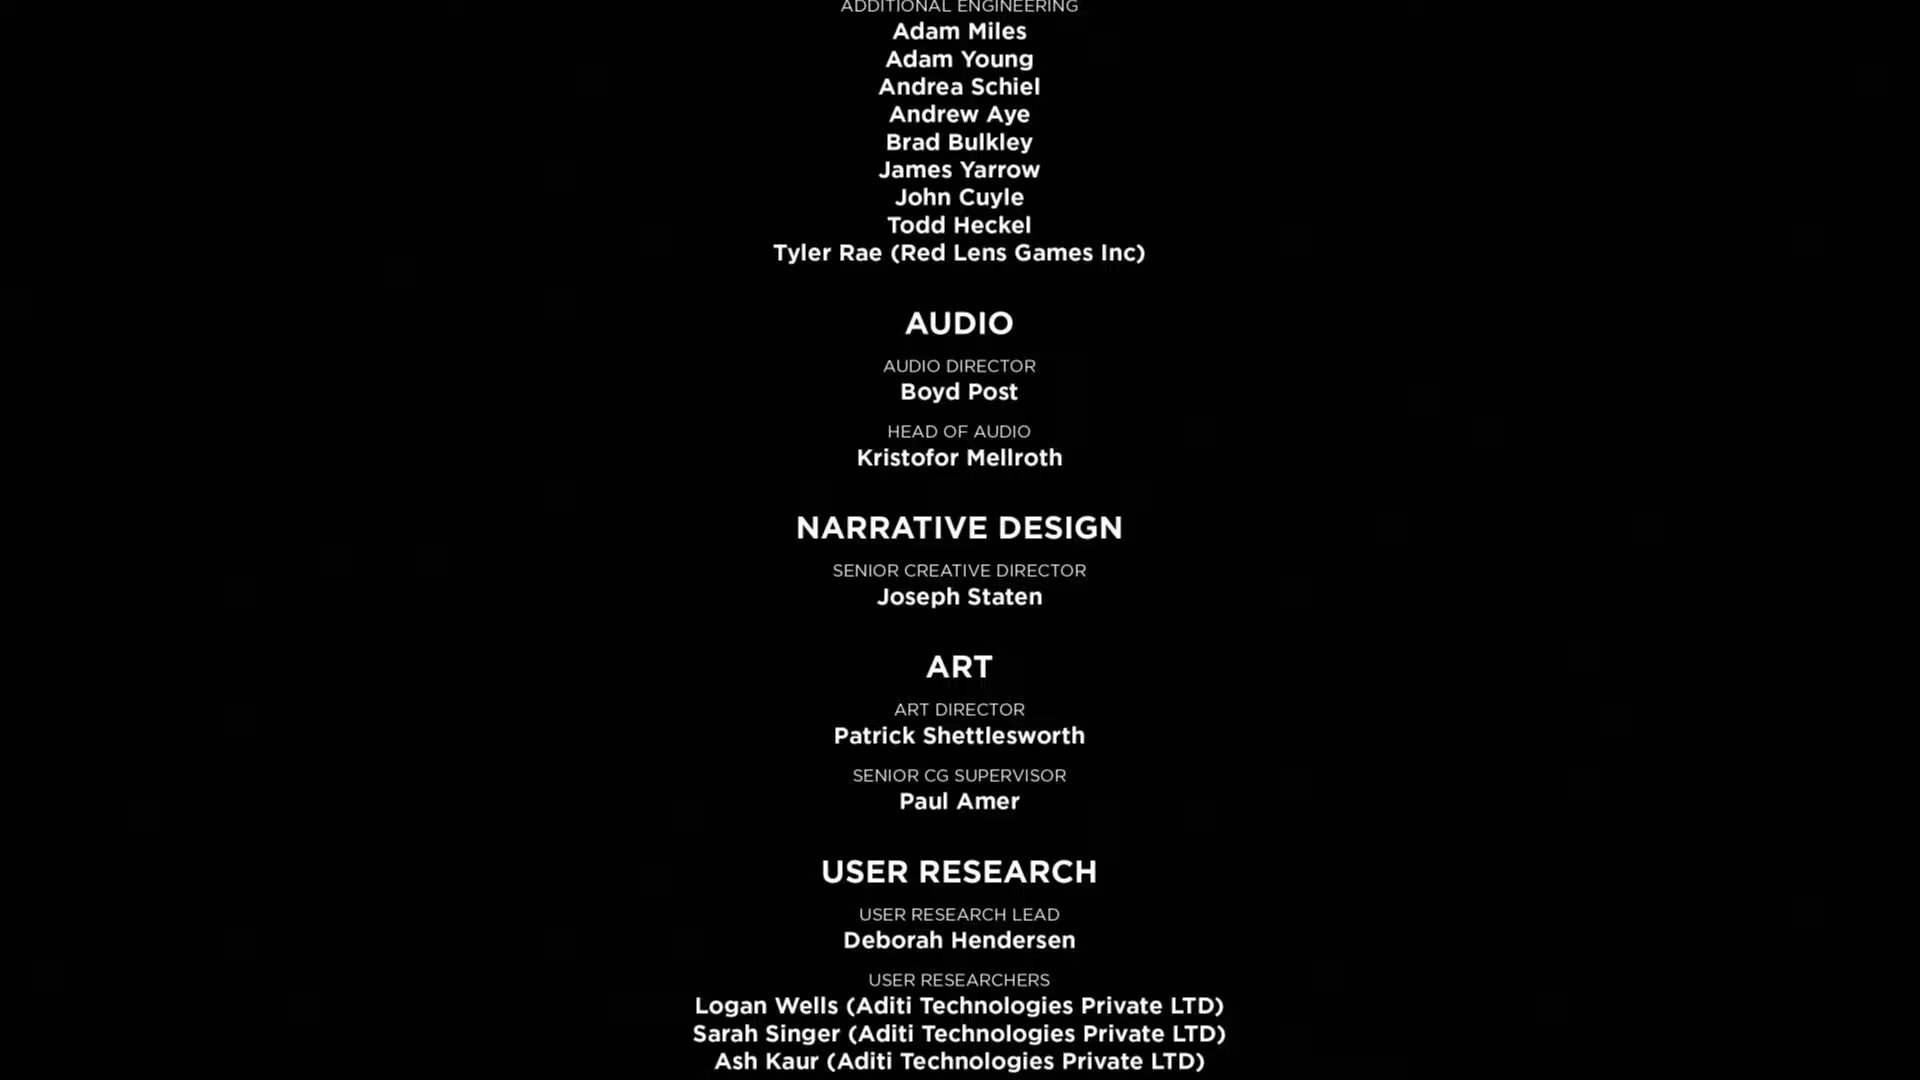 ADDITIONAL ENGINEERING
Adam Miles
Adam Young
Andrea Schiel
Andrew Aye
Brad Bulkley
James Yarrow
John Cuyle
Todd Heckel
Tyler Rae (Red Lens Games Inc)
AUDIO
AUDIO DIRECTOR
Boyd Post
HEAD OF AUDIO
Kristofor Mellroth
NARRATIVE DESIGN
SENIOR CREATIVE DIRECTOR
Joseph Staten
ART
ART DIRECTOR
Patrick Shettlesworth
SENIOR CG SUPERVISOR
Paul Amer
USER RESEARCH
USER RESEARCH LEAD
Deborah Hendersen
USER RESEARCHERS
Logan Wells (Aditi Technologies Private LTD)
Sarah Singer (Aditi Technologies Private LTD)
Ash Kaur (Aditi Technologies Private LTD)